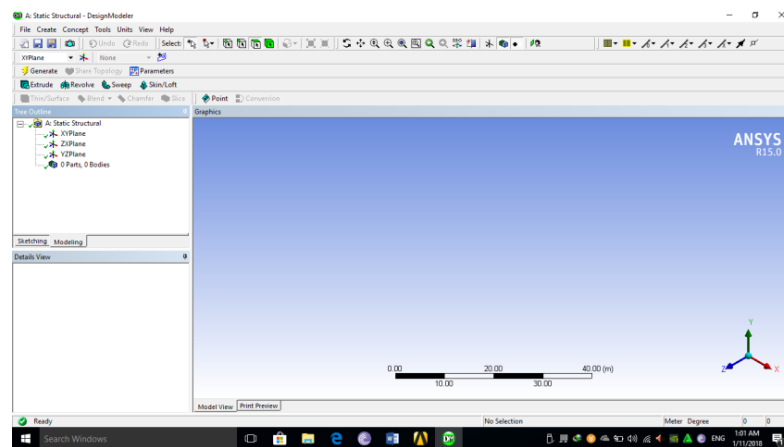 A: Static Structural - DesignModeler
File Create Concept Tools Units View Help
Undo Redo Select:
XYPlane None
Generate Share Topology Parameters
Extrude Revolve Sweep Skin/Loft
Thin/Surface Blend Chamfer Slice Point Conversion
Tree Outline Graphics
A: Static Structural
XYPlane
ZXPlane
YZPlane
0 Parts, 0 Bodies
ANSYS
R15.0
Sketching Modeling
Details View
Y
Z X
0.00 20.00 40.00 (m)
10.00 30.00
Model View Print Preview
Ready No Selection Meter Degree 0 0
Search Windows ENG 1:01 AM
1/11/2018